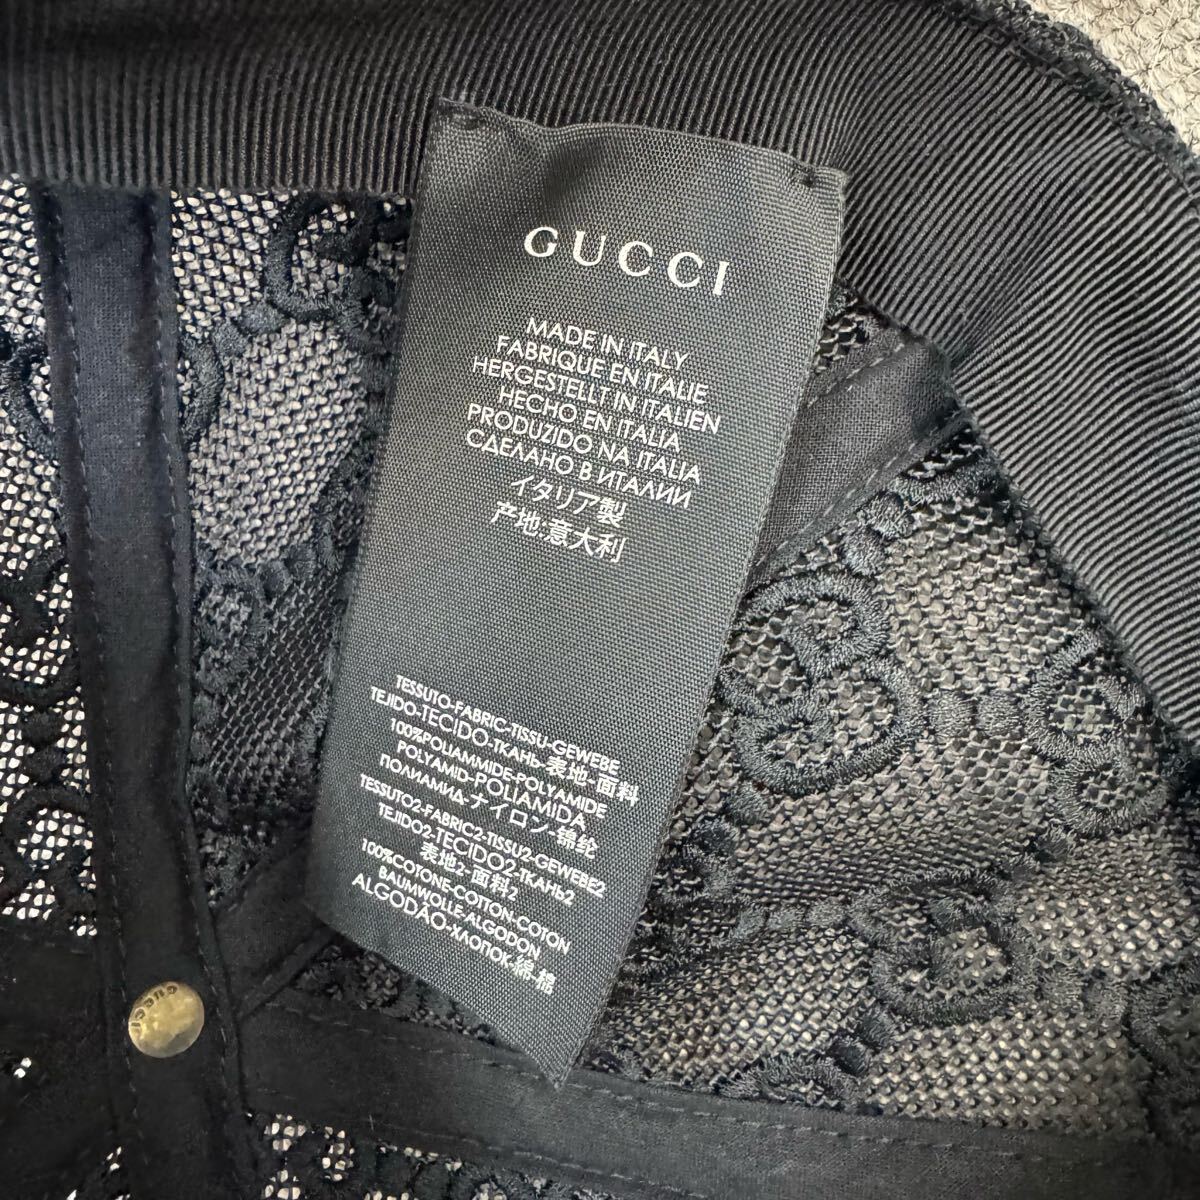 GUCCI
MADE IN ITALY
FABRIQUE EN ITALIE
HERGESTELLT IN ITALIEN
HECHO EN ITALIA
PRODUZIDO NA ITALIA
СДЕЛАНО В ИТАЛИИ
イタリア製
产地:意大利
TESSUTO-FABRIC-TISSU-GEWEBE
TEJIDO-TECIDO-ТКАНЬ-表地-面料
100%POLIAMMIDE-POLYAMIDE
POLYAMID-POLIAMIDA
ПОЛИАМИД-ナイロン-锦纶
TESSUTO2-FABRIC2-TISSU2-GEWEBE2
TEJIDO2-TECIDO2-ТКАНЬ2
表地2-面料2
100%COTONE-COTTON-COTON
BAUMWOLLE-ALGODON
ALGODÃO-ХЛОПОК-綿-棉
GUCCI